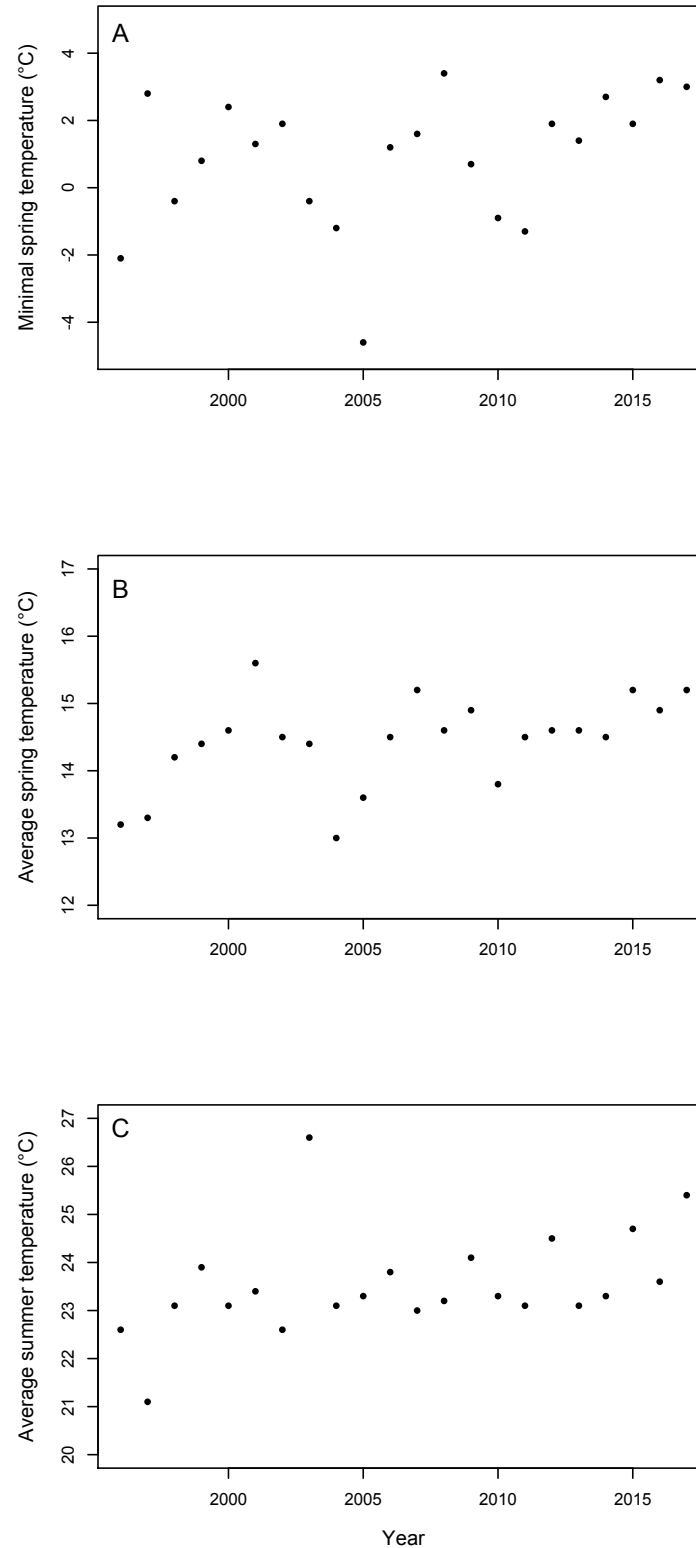 A
Minimal spring temperature (°C)
4
2
0
-2
-4
2000 2005 2010 2015
B
Average spring temperature (°C)
17
16
15
14
13
12
2000 2005 2010 2015
C
Average summer temperature (°C)
27
26
25
24
23
22
21
20
2000 2005 2010 2015
Year